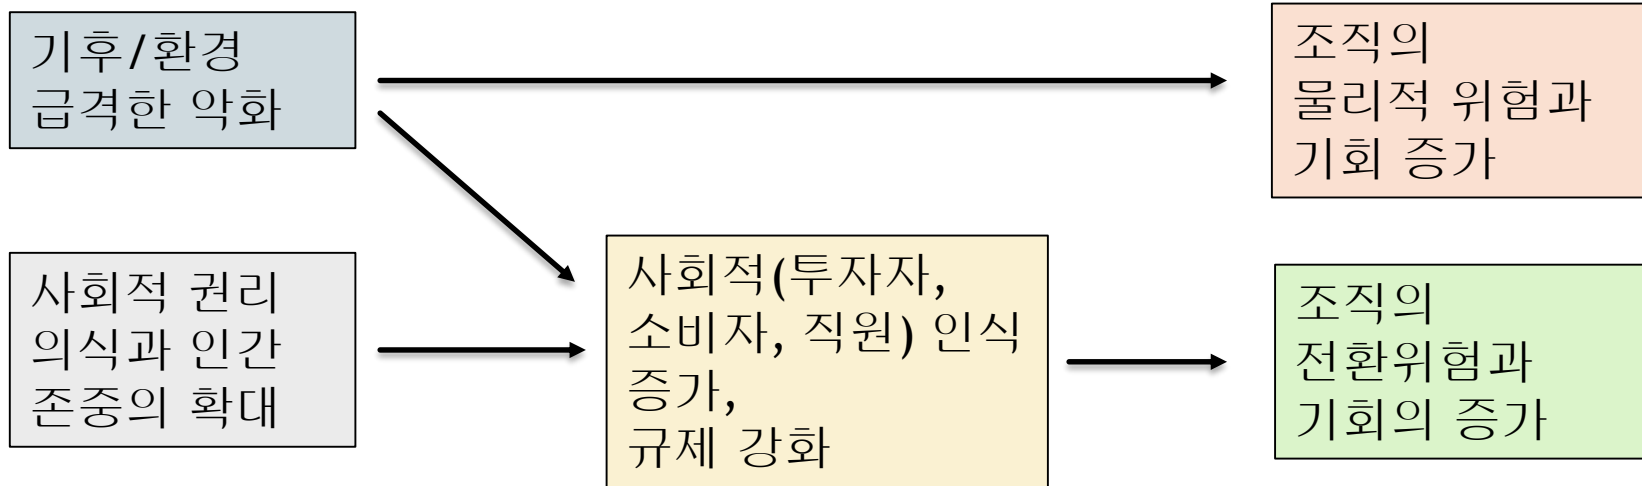 기후/환경
급격한 악화
조직의
물리적 위험과
기회 증가
사회적 권리
의식과 인간
존중의 확대
사회적(투자자,
소비자, 직원) 인식
증가,
규제 강화
조직의
전환위험과
기회의 증가